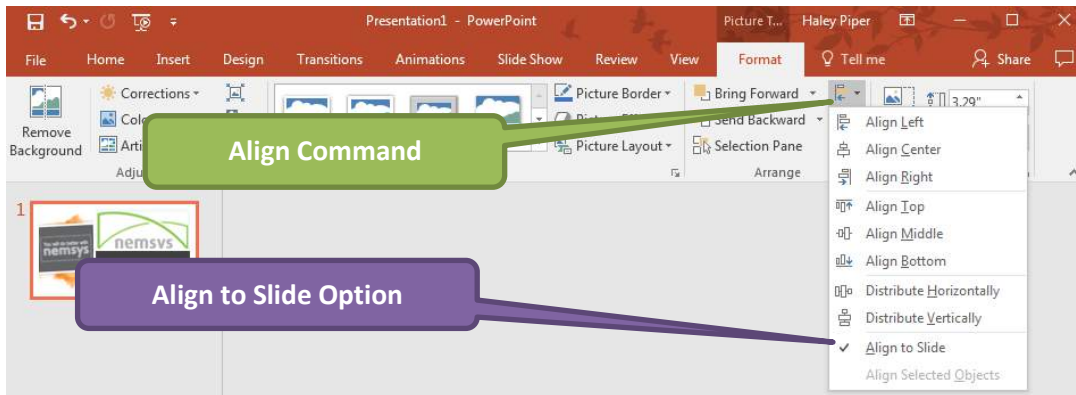 Presentation1 - PowerPoint
Picture T...
Haley Piper
File Home Insert Design Transitions Animations Slide Show Review View Format Tell me Share
Remove Background
Corrections
Colo
Arti
Adju
Picture Border
Picture Layout
Bring Forward
Send Backward
Selection Pane
Arrange
3.29"
Align Command
Align Left
Align Center
Align Right
Align Top
Align Middle
Align Bottom
Distribute Horizontally
Distribute Vertically
Align to Slide
Align Selected Objects
1
nemsys
nemsys
Align to Slide Option